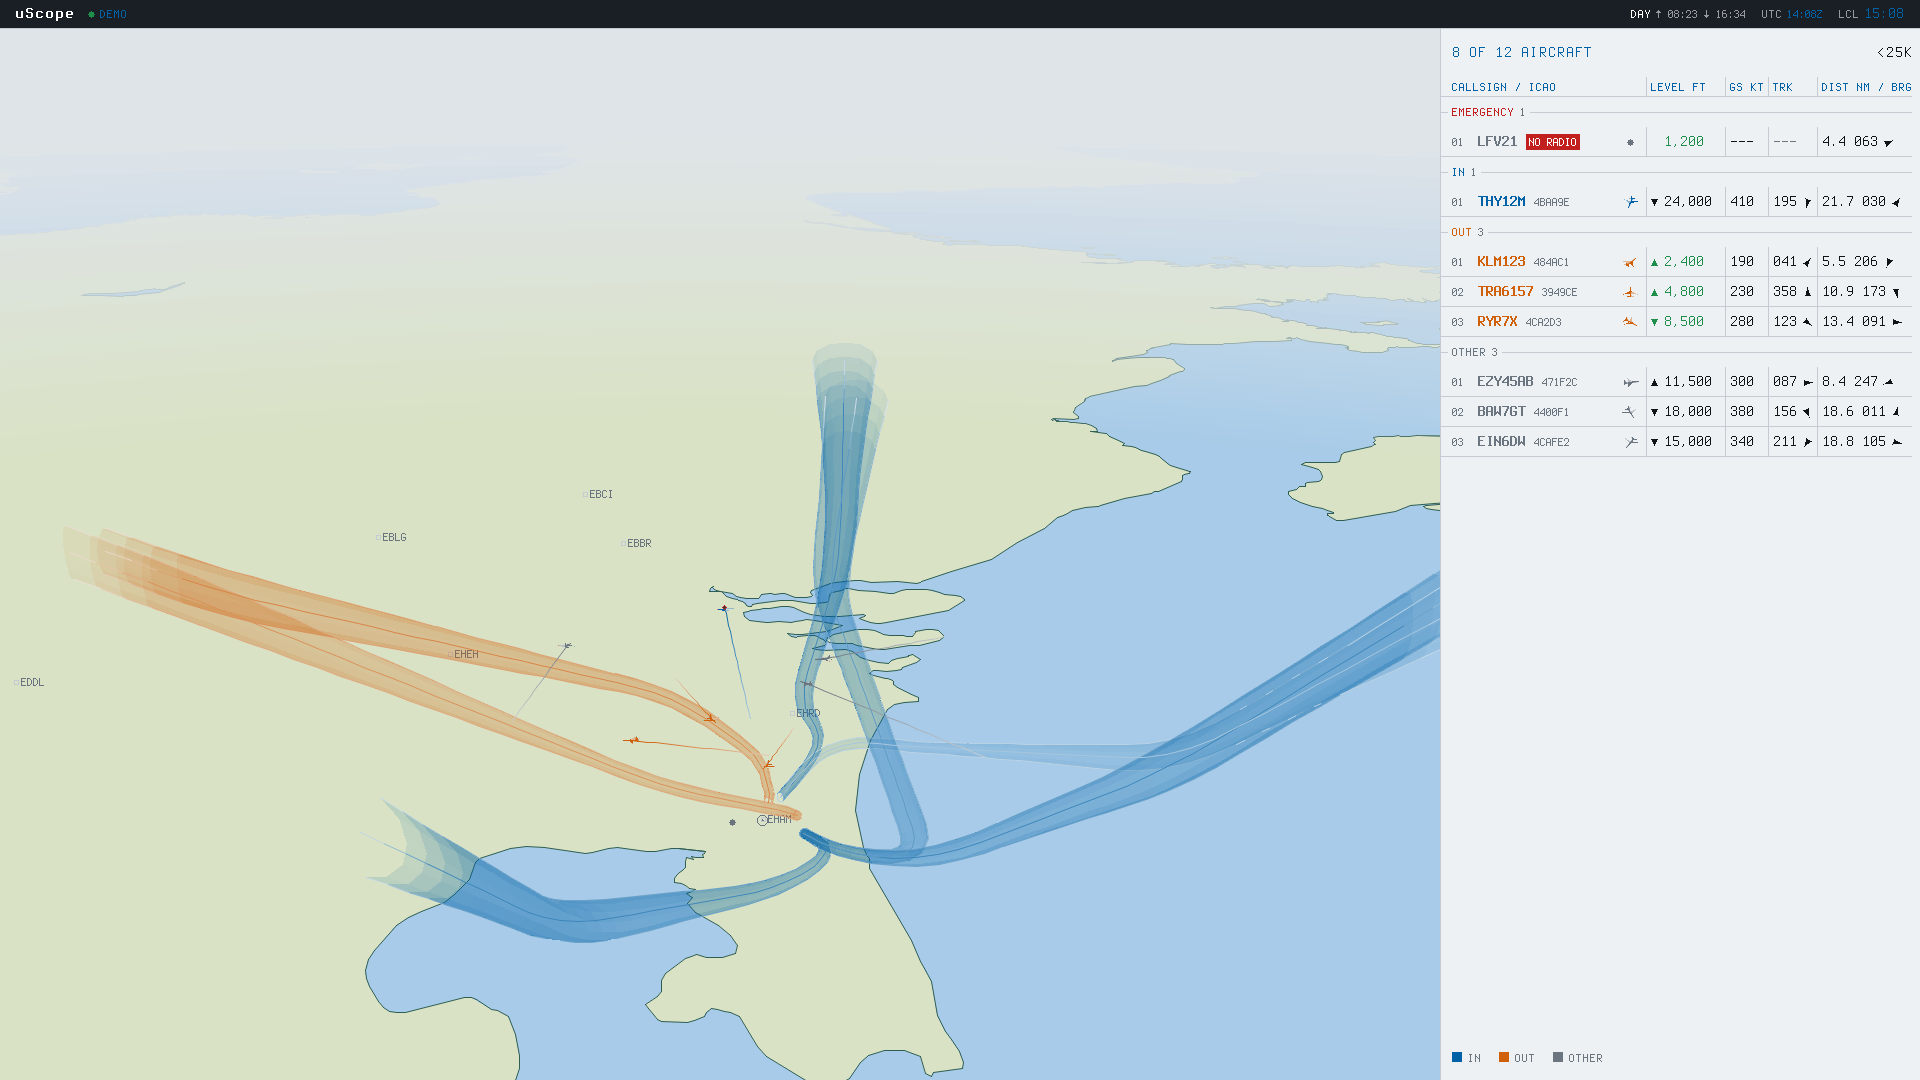 uScope DEMO DAY ↑ 08:23 ↓ 16:34 UTC 14:08Z LCL 15:08
8 OF 12 AIRCRAFT <25K
CALLSIGN / ICAO LEVEL FT GS KT TRK DIST NM / BRG
EMERGENCY 1
01 LFV21 NO RADIO 1,200 --- --- 4.4 063
IN 1
01 THY12M 4BAA9E ▼ 24,000 410 195 21.7 030
OUT 3
01 KLM123 484AC1 ▲ 2,400 190 041 5.5 206
02 TRA6157 3949CE ▲ 4,800 230 358 10.9 173
03 RYR7X 4CA2D3 ▼ 8,500 280 123 13.4 091
OTHER 3
01 EZY45AB 471F2C ▲ 11,500 300 087 8.4 247
02 BAW7GT 4400F1 ▼ 18,000 380 156 18.6 011
03 EIN6DW 4CAFE2 ▼ 15,000 340 211 18.8 105
EBCI
EBLG
EBBR
EHEH
EDDL
EHRD
EHAM
IN OUT OTHER